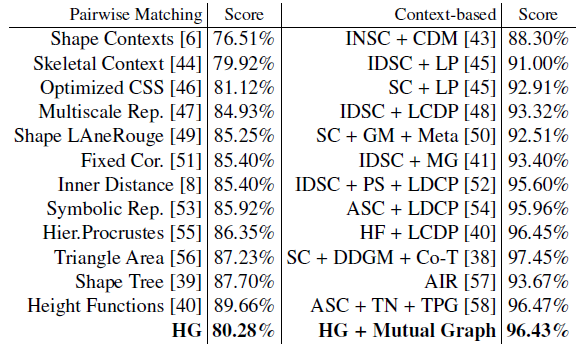 Pairwise Matching Score Context-based Score
Shape Contexts [6] 76.51% INSC + CDM [43] 88.30%
Skeletal Context [44] 79.92% IDSC + LP [45] 91.00%
Optimized CSS [46] 81.12% SC + LP [45] 92.91%
Multiscale Rep. [47] 84.93% IDSC + LCDP [48] 93.32%
Shape LAneRouge [49] 85.25% SC + GM + Meta [50] 92.51%
Fixed Cor. [51] 85.40% IDSC + MG [41] 93.40%
Inner Distance [8] 85.40% IDSC + PS + LDCP [52] 95.60%
Symbolic Rep. [53] 85.92% ASC + LDCP [54] 95.96%
Hier.Procrustes [55] 86.35% HF + LCDP [40] 96.45%
Triangle Area [56] 87.23% SC + DDGM + Co-T [38] 97.45%
Shape Tree [39] 87.70% AIR [57] 93.67%
Height Functions [40] 89.66% ASC + TN + TPG [58] 96.47%
HG 80.28% HG + Mutual Graph 96.43%